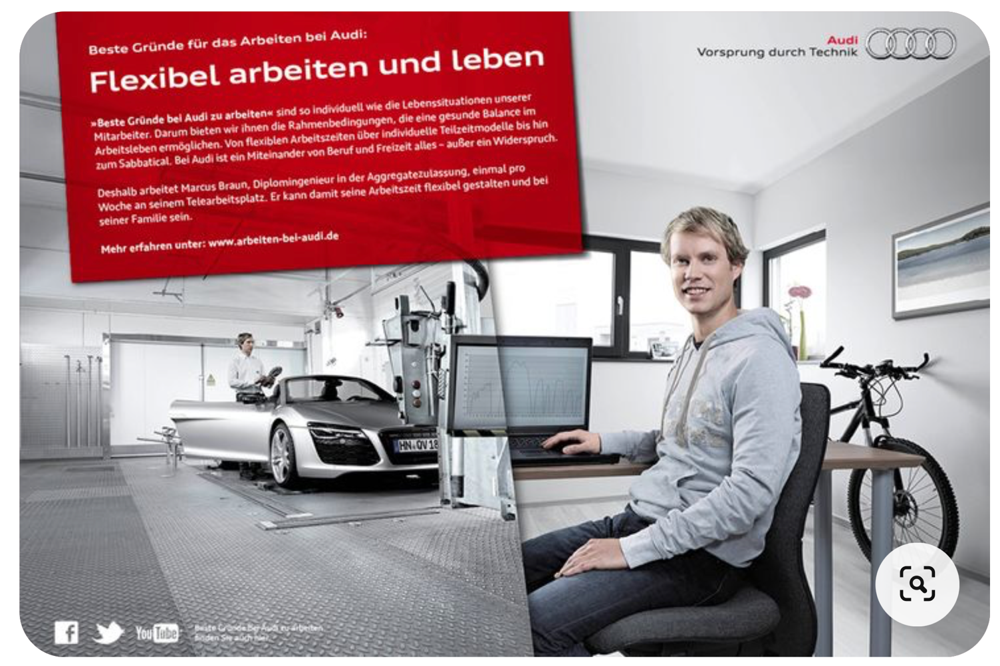 Beste Gründe für das Arbeiten bei Audi:
Flexibel arbeiten und leben
»Beste Gründe bei Audi zu arbeiten« sind so individuell wie die Lebenssituationen unserer
Mitarbeiter. Darum bieten wir ihnen die Rahmenbedingungen, die eine gesunde Balance im
Arbeitsleben ermöglichen. Von flexiblen Arbeitszeiten über individuelle Teilzeitmodelle bis hin
zum Sabbatical. Bei Audi ist ein Miteinander von Beruf und Freizeit alles – außer ein Widerspruch.
Deshalb arbeitet Marcus Braun, Diplomingenieur in der Aggregatezulassung, einmal pro
Woche an seinem Telearbeitsplatz. Er kann damit seine Arbeitszeit flexibel gestalten und bei
seiner Familie sein.
Mehr erfahren unter: www.arbeiten-bei-audi.de
Audi
Vorsprung durch Technik
HN·QV 18
f
YouTube
Beste Gründe bei Audi zu arbeiten
finden Sie auch hier.